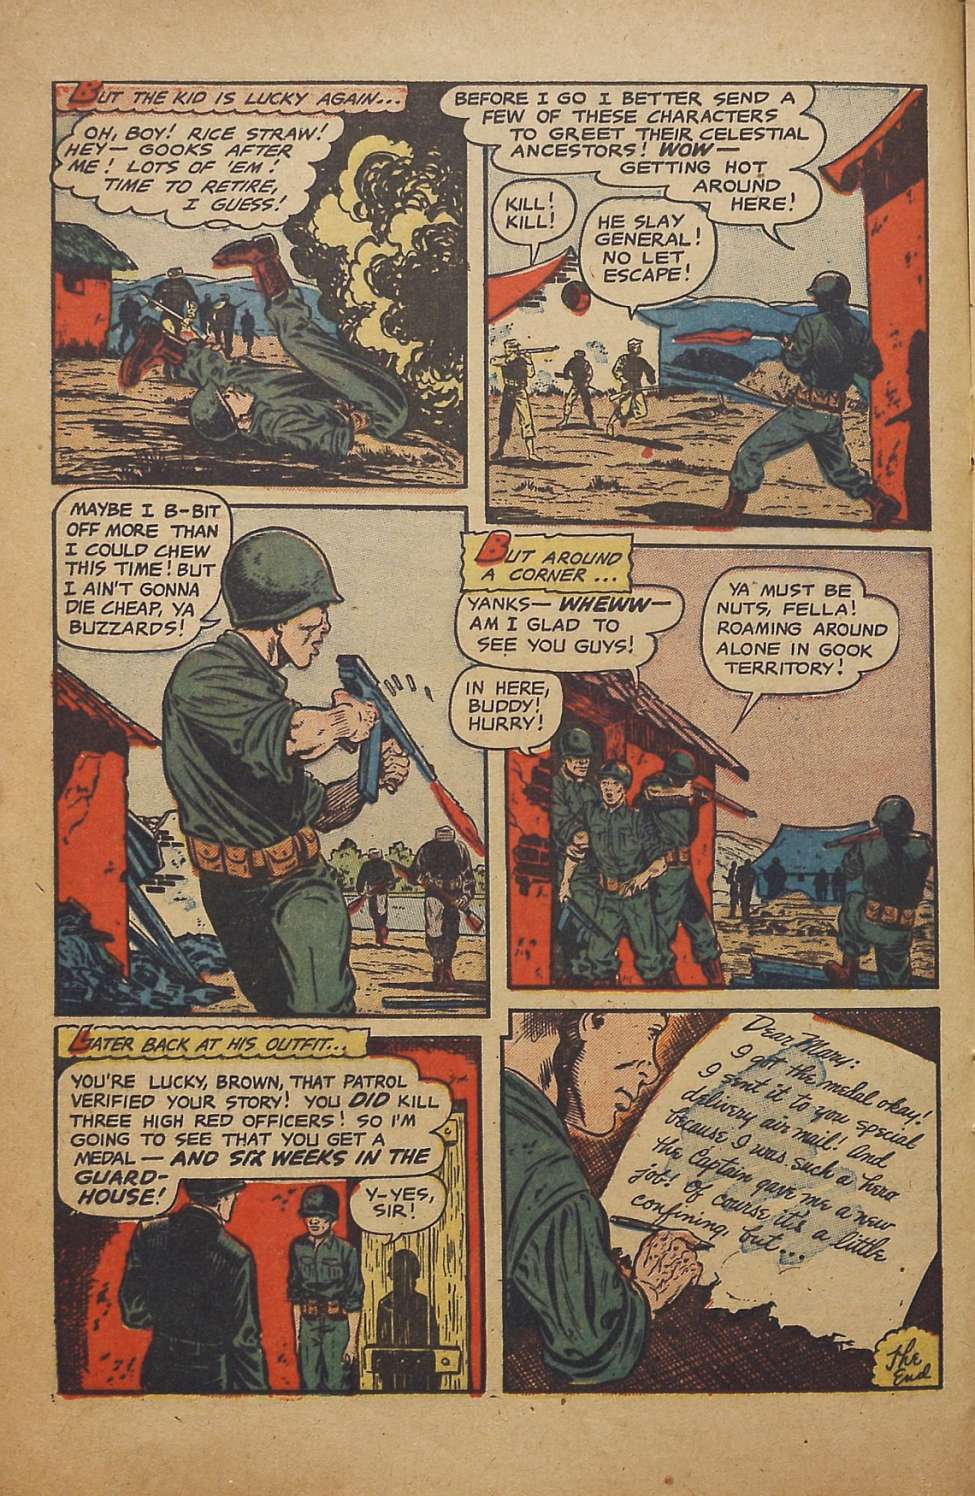 BUT THE KID IS LUCKY AGAIN...
OH, BOY! RICE STRAW!
HEY— GOOKS AFTER
ME! LOTS OF 'EM!
TIME TO RETIRE,
I GUESS!
BEFORE I GO I BETTER SEND A
FEW OF THESE CHARACTERS
TO GREET THEIR CELESTIAL
ANCESTORS! WOW—
GETTING HOT
AROUND
HERE!
KILL!
KILL!
HE SLAY
GENERAL!
NO LET
ESCAPE!
MAYBE I B-BIT
OFF MORE THAN
I COULD CHEW
THIS TIME! BUT
I AIN'T GONNA
DIE CHEAP, YA
BUZZARDS!
BUT AROUND
A CORNER...
YANKS— WHEWW—
AM I GLAD TO
SEE YOU GUYS!
YA MUST BE
NUTS, FELLA!
ROAMING AROUND
ALONE IN GOOK
TERRITORY!
IN HERE,
BUDDY!
HURRY!
LATER BACK AT HIS OUTFIT...
YOU'RE LUCKY, BROWN, THAT PATROL
VERIFIED YOUR STORY! YOU DID KILL
THREE HIGH RED OFFICERS! SO I'M
GOING TO SEE THAT YOU GET A
MEDAL — AND SIX WEEKS IN THE
GUARD-
HOUSE!
Y-YES,
SIR!
Dear Mary:
I got the medal okay!
I sent it to you special
delivery air mail! And
because I was such a hero
the Captain gave me a new
job! Of course, it's a little
confining, but...
The
End